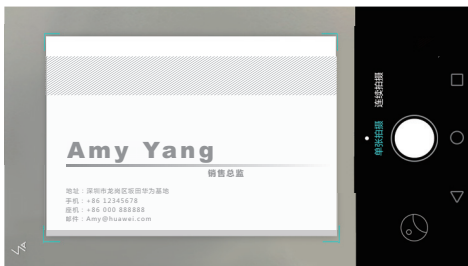 Amy Yang
销售总监
地址：深圳市龙岗区坂田华为基地
手机：+86 12345678
座机：+86 000 888888
邮件：Amy@huawei.com
连续拍摄
单张拍摄